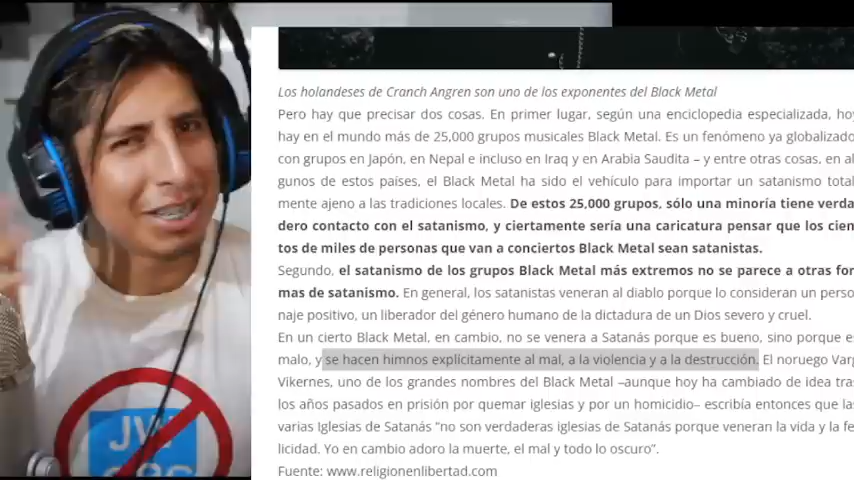 Los holandeses de Cranch Angren son uno de los exponentes del Black Metal
Pero hay que precisar dos cosas. En primer lugar, según una enciclopedia especializada, hoy
hay en el mundo más de 25,000 grupos musicales Black Metal. Es un fenómeno ya globalizado
con grupos en Japón, en Nepal e incluso en Iraq y en Arabia Saudita – y entre otras cosas, en al
gunos de estos países, el Black Metal ha sido el vehículo para importar un satanismo total
mente ajeno a las tradiciones locales. De estos 25,000 grupos, sólo una minoría tiene verda
dero contacto con el satanismo, y ciertamente sería una caricatura pensar que los cien
tos de miles de personas que van a conciertos Black Metal sean satanistas.
Segundo, el satanismo de los grupos Black Metal más extremos no se parece a otras for
mas de satanismo. En general, los satanistas veneran al diablo porque lo consideran un perso
naje positivo, un liberador del género humano de la dictadura de un Dios severo y cruel.
En un cierto Black Metal, en cambio, no se venera a Satanás porque es bueno, sino porque e
malo, y se hacen himnos explícitamente al mal, a la violencia y a la destrucción. El noruego Varg
Vikernes, uno de los grandes nombres del Black Metal –aunque hoy ha cambiado de idea tra
los años pasados en prisión por quemar iglesias y por un homicidio– escribía entonces que la
varias Iglesias de Satanás "no son verdaderas iglesias de Satanás porque veneran la vida y la fe
licidad. Yo en cambio adoro la muerte, el mal y todo lo oscuro".
Fuente: www.religionenlibertad.com
JW